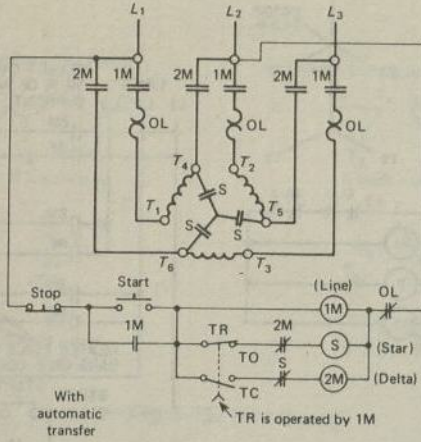 L1 L2 L3
2M 1M 2M 1M 2M 1M
OL OL OL
T4 T2
S
T1 S S T5
T6 T3
Stop Start (Line) OL
1M
1M
TR 2M
TO S (Star)
S
TC 2M (Delta)
With
automatic
transfer
TR is operated by 1M